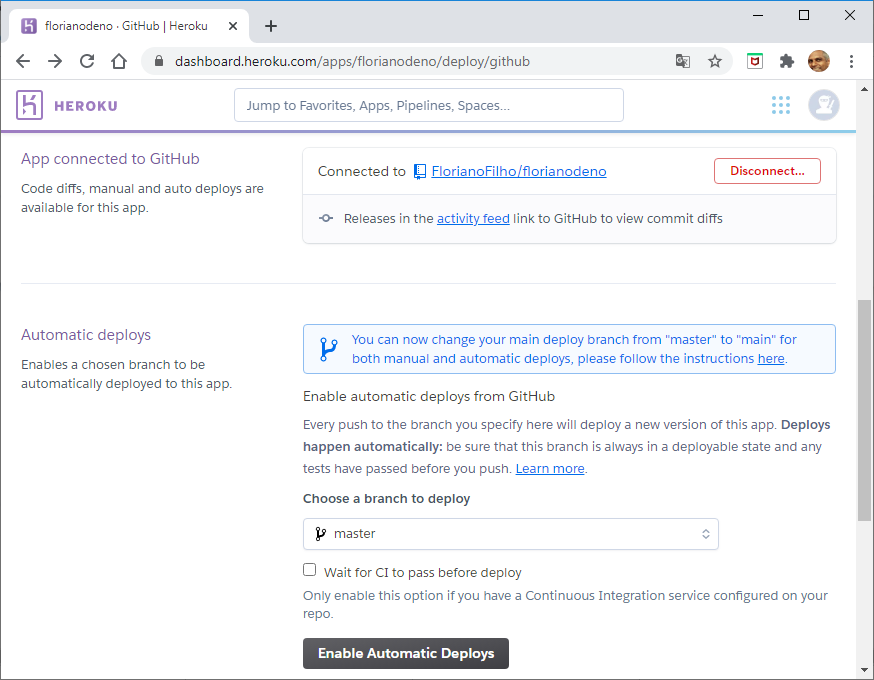 florianodeno · GitHub | Heroku
dashboard.heroku.com/apps/florianodeno/deploy/github
HEROKU
Jump to Favorites, Apps, Pipelines, Spaces...
App connected to GitHub
Code diffs, manual and auto deploys are
available for this app.
Connected to FlorianoFilho/florianodeno
Disconnect...
Releases in the activity feed link to GitHub to view commit diffs
Automatic deploys
Enables a chosen branch to be
automatically deployed to this app.
You can now change your main deploy branch from "master" to "main" for
both manual and automatic deploys, please follow the instructions here.
Enable automatic deploys from GitHub
Every push to the branch you specify here will deploy a new version of this app. Deploys
happen automatically: be sure that this branch is always in a deployable state and any
tests have passed before you push. Learn more.
Choose a branch to deploy
master
Wait for CI to pass before deploy
Only enable this option if you have a Continuous Integration service configured on your
repo.
Enable Automatic Deploys